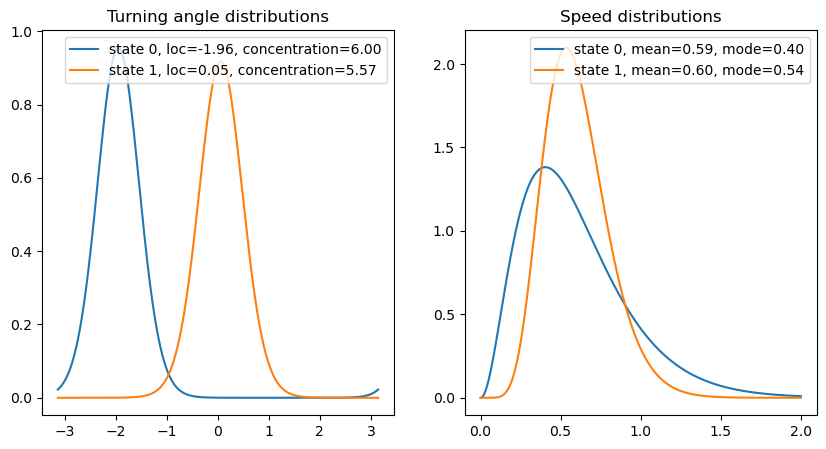 Turning angle distributions
state 0, loc=-1.96, concentration=6.00
state 1, loc=0.05, concentration=5.57
1.0
0.8
0.6
0.4
0.2
0.0
−3 −2 −1 0 1 2 3
Speed distributions
state 0, mean=0.59, mode=0.40
state 1, mean=0.60, mode=0.54
2.0
1.5
1.0
0.5
0.0
0.0 0.5 1.0 1.5 2.0